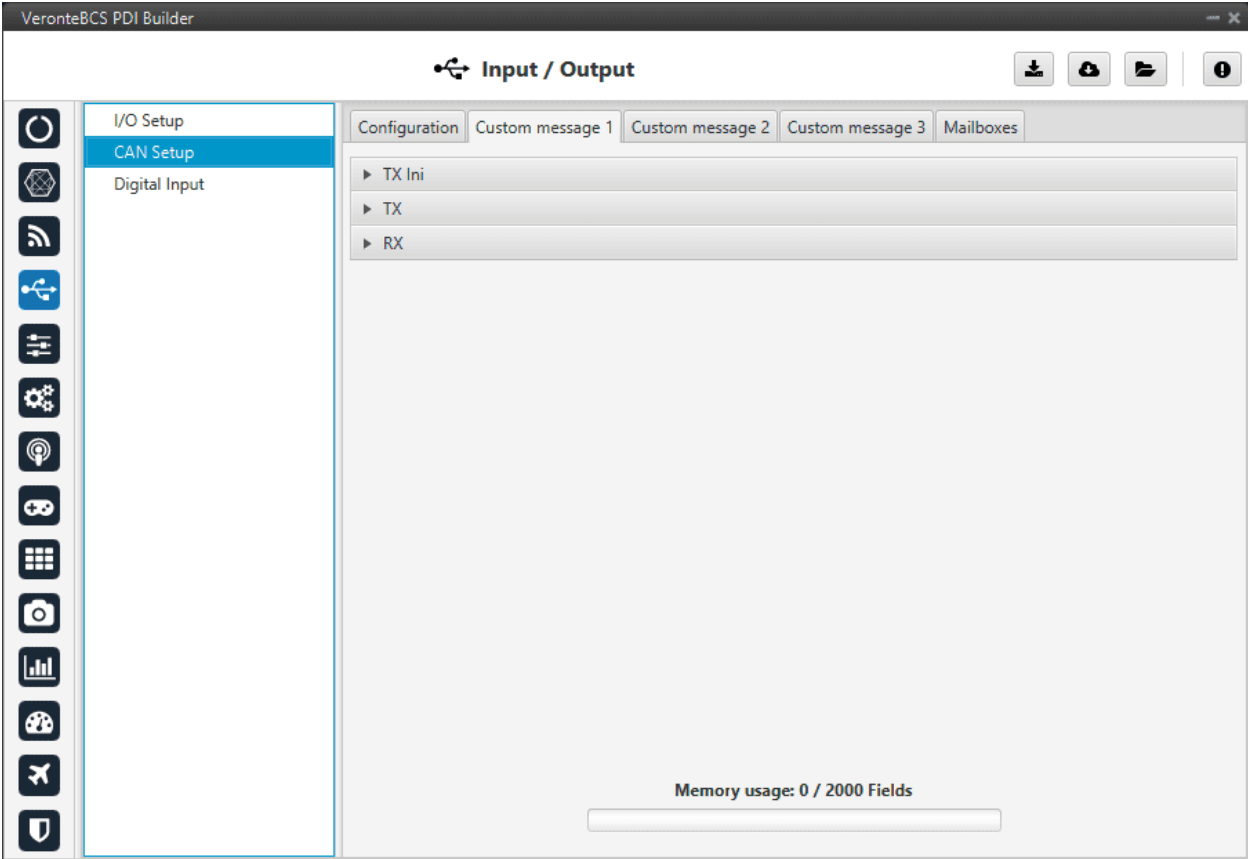 VeronteBCS PDI Builder
Input / Output
I/O Setup
CAN Setup
Digital Input
Configuration
Custom message 1
Custom message 2
Custom message 3
Mailboxes
TX Ini
TX
RX
Memory usage: 0 / 2000 Fields